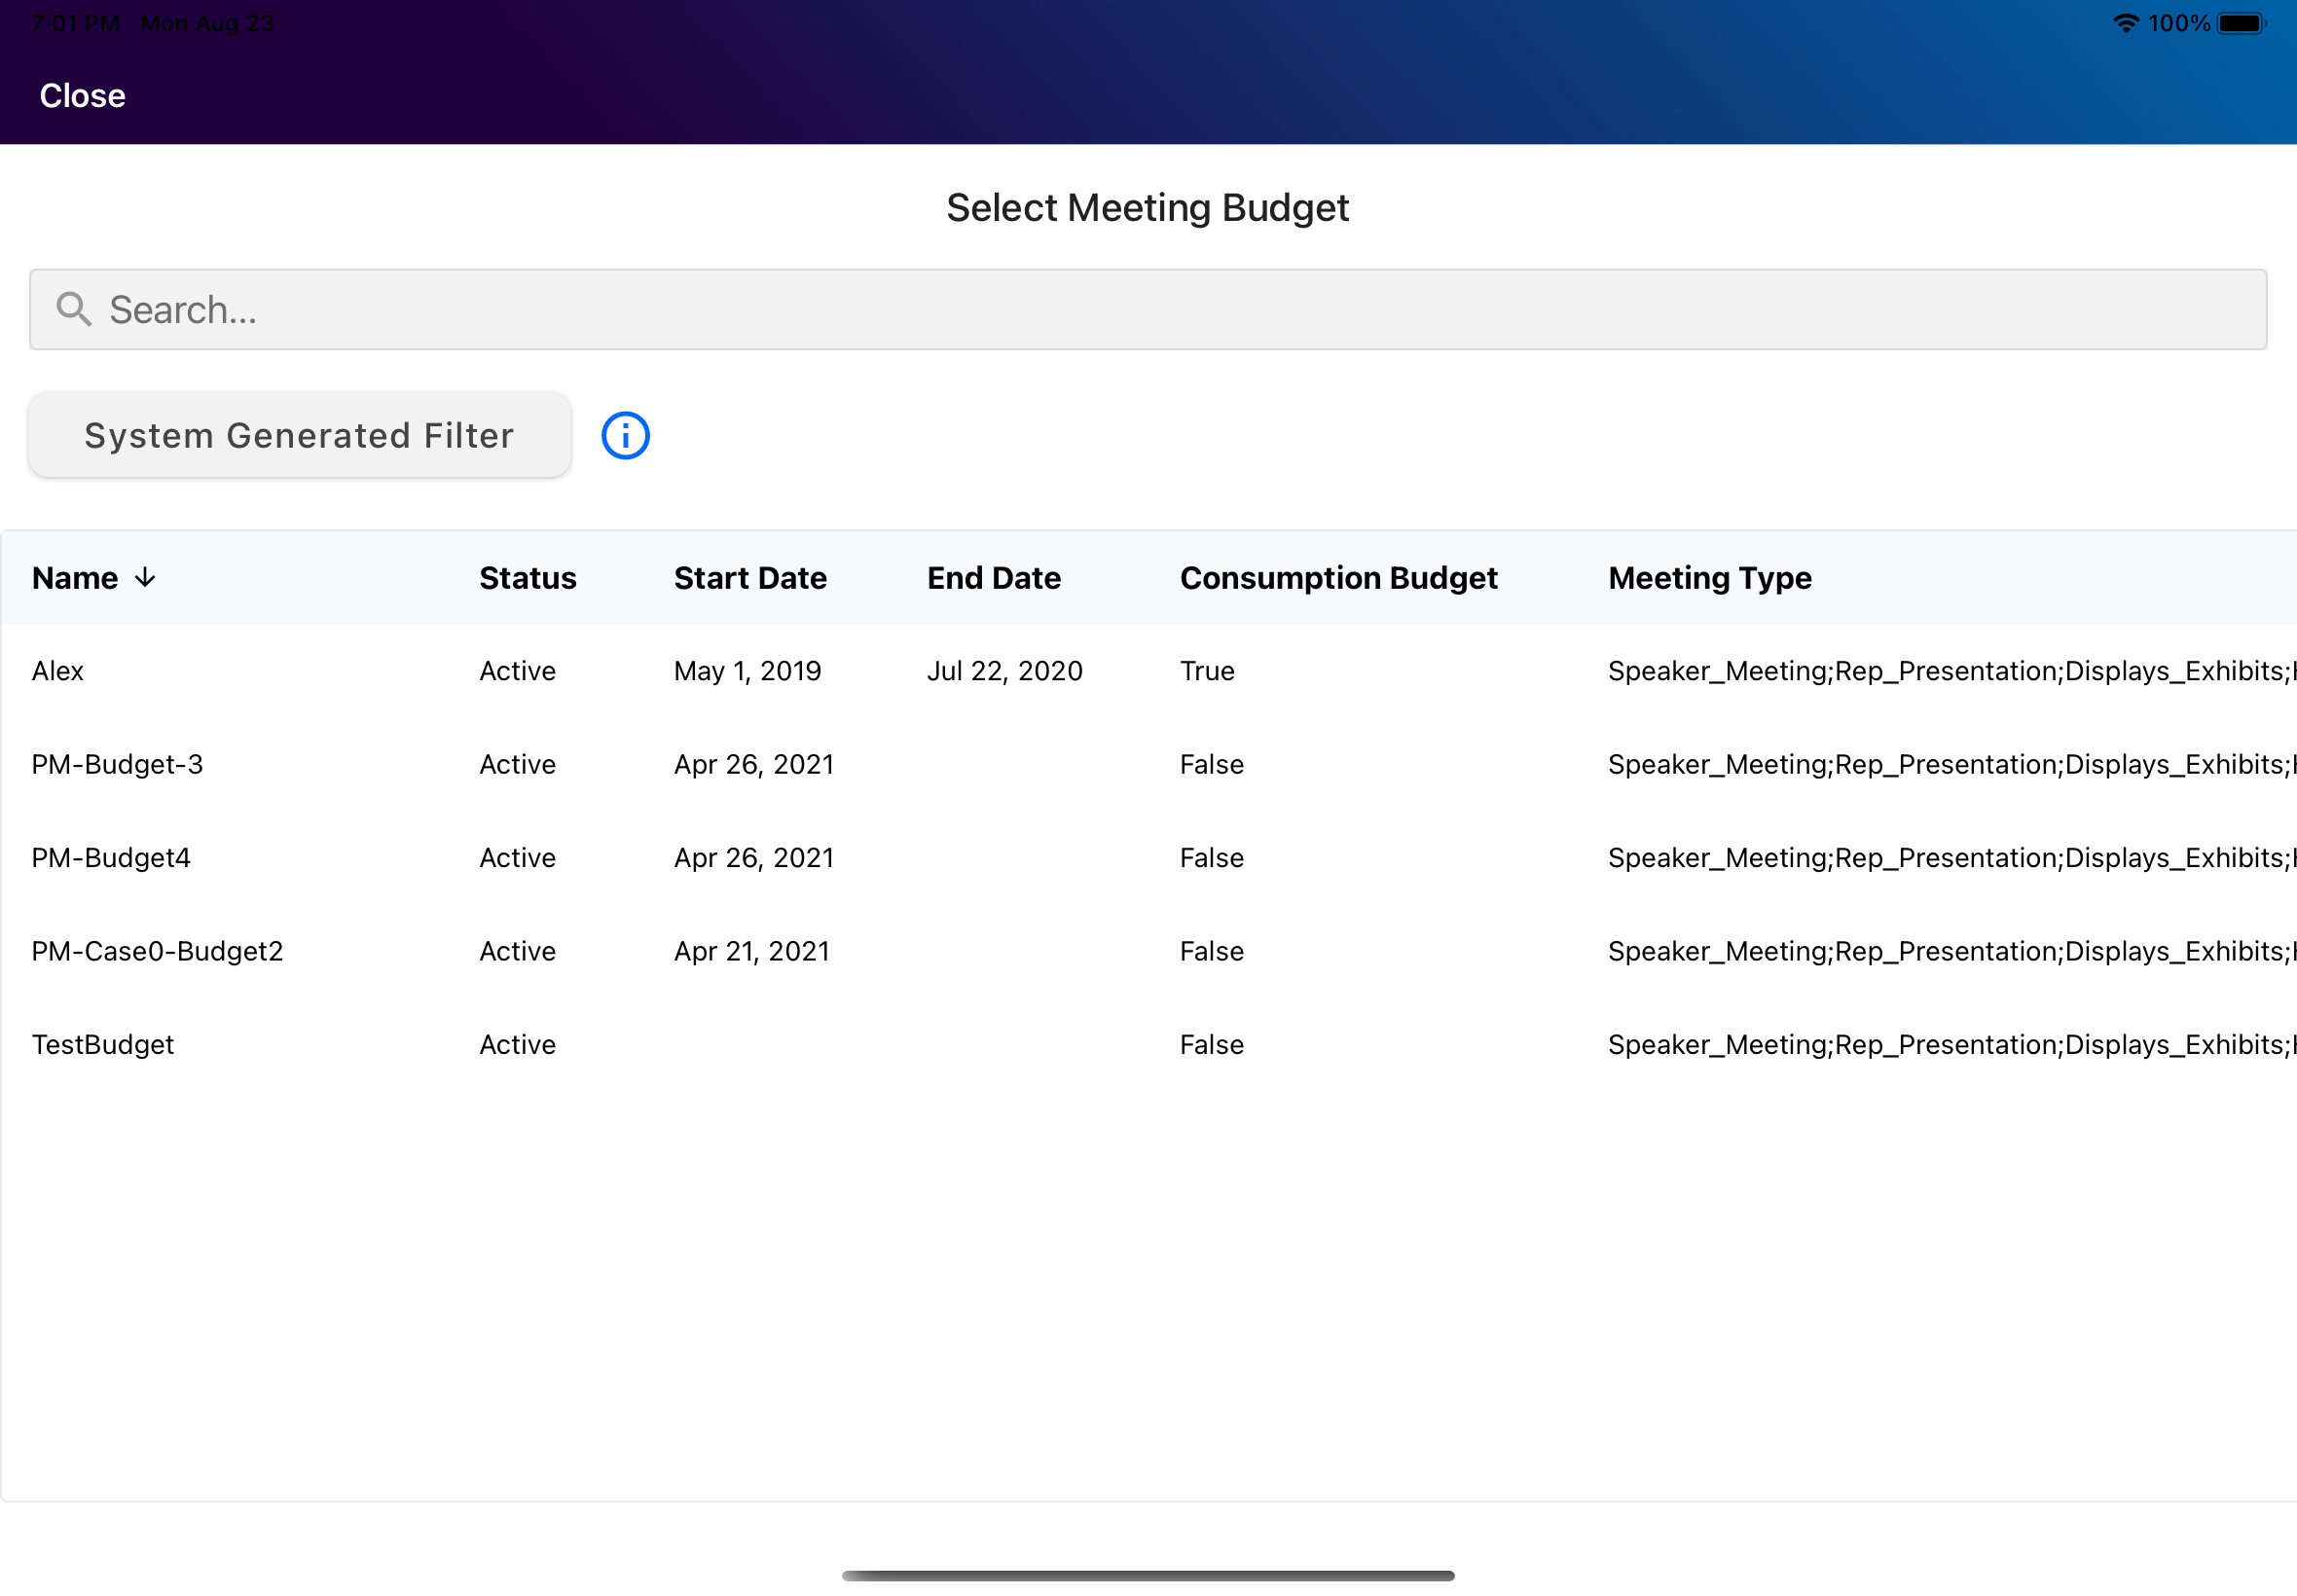 7:01 PM Mon Aug 23 100%
Close
Select Meeting Budget
Search...
System Generated Filter
Name Status Start Date End Date Consumption Budget Meeting Type
Alex Active May 1, 2019 Jul 22, 2020 True Speaker_Meeting;Rep_Presentation;Displays_Exhibits;
PM-Budget-3 Active Apr 26, 2021 False Speaker_Meeting;Rep_Presentation;Displays_Exhibits;
PM-Budget4 Active Apr 26, 2021 False Speaker_Meeting;Rep_Presentation;Displays_Exhibits;
PM-Case0-Budget2 Active Apr 21, 2021 False Speaker_Meeting;Rep_Presentation;Displays_Exhibits;
TestBudget Active False Speaker_Meeting;Rep_Presentation;Displays_Exhibits;